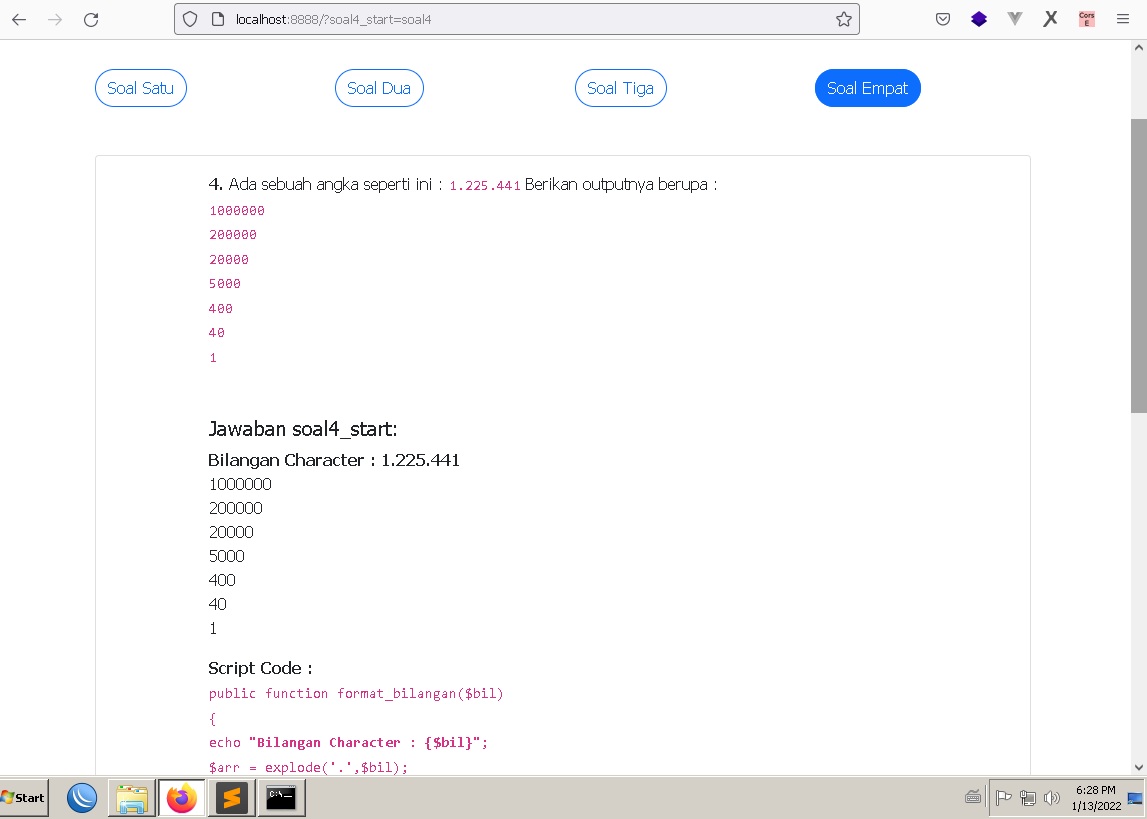 localhost:8888/?soal4_start=soal4
Cors
E
Soal Satu
Soal Dua
Soal Tiga
Soal Empat
4. Ada sebuah angka seperti ini : 1.225.441 Berikan outputnya berupa :
1000000
200000
20000
5000
400
40
1
Jawaban soal4_start:
Bilangan Character : 1.225.441
1000000
200000
20000
5000
400
40
1
Script Code :
public function format_bilangan($bil)
{
echo "Bilangan Character : {$bil}";
$arr = explode('.',$bil);
Start
C:\_
6:28 PM
1/13/2022